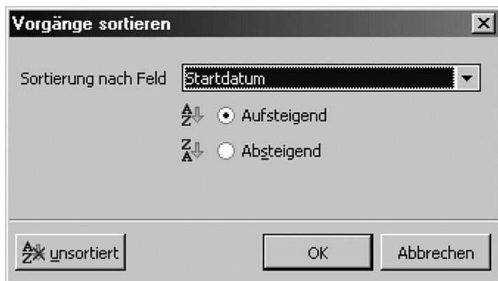 Vorgänge sortieren
Sortierung nach Feld Startdatum
Aufsteigend
Absteigend
unsortiert OK Abbrechen